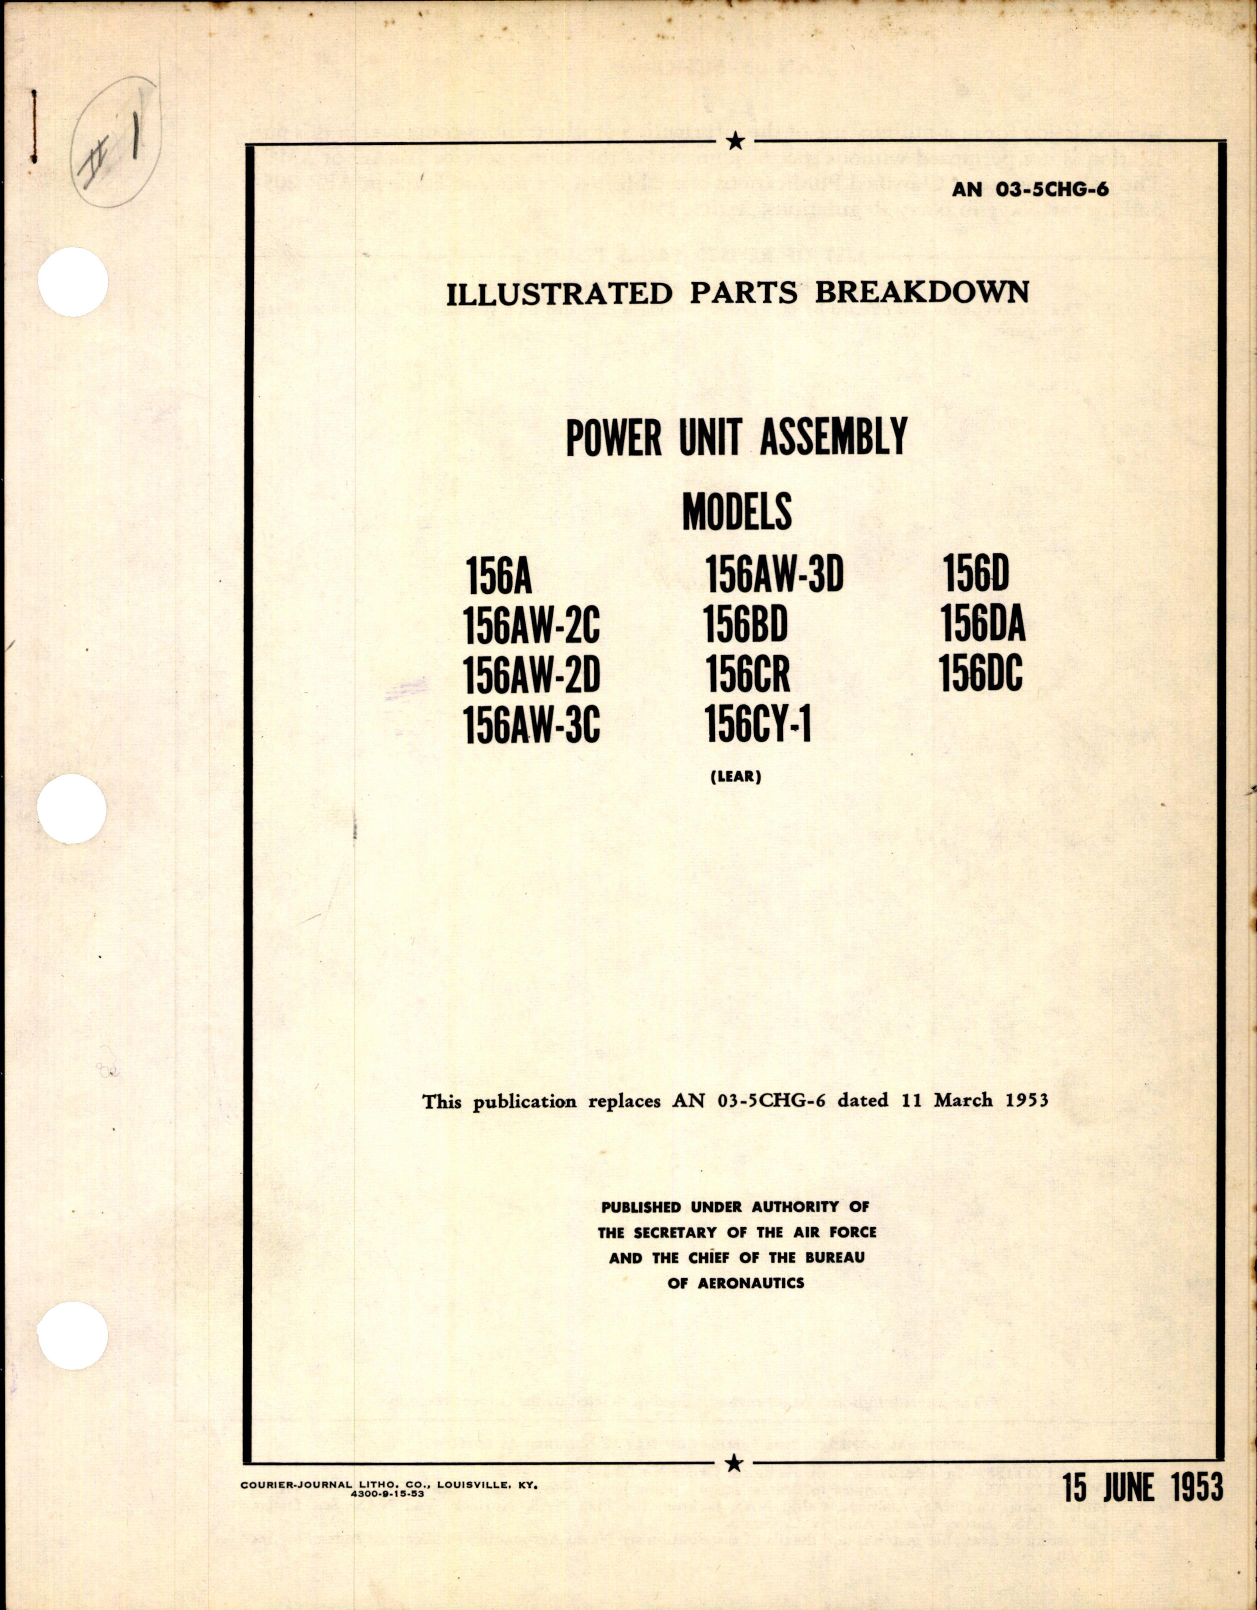 # 1
AN 03-5CHG-6
ILLUSTRATED PARTS BREAKDOWN
POWER UNIT ASSEMBLY
MODELS
156A 156AW-3D 156D
156AW-2C 156BD 156DA
156AW-2D 156CR 156DC
156AW-3C 156CY-1
(LEAR)
This publication replaces AN 03-5CHG-6 dated 11 March 1953
PUBLISHED UNDER AUTHORITY OF
THE SECRETARY OF THE AIR FORCE
AND THE CHIEF OF THE BUREAU
OF AERONAUTICS
COURIER-JOURNAL LITHO. CO., LOUISVILLE, KY.
4300-9-15-53
15 JUNE 1953